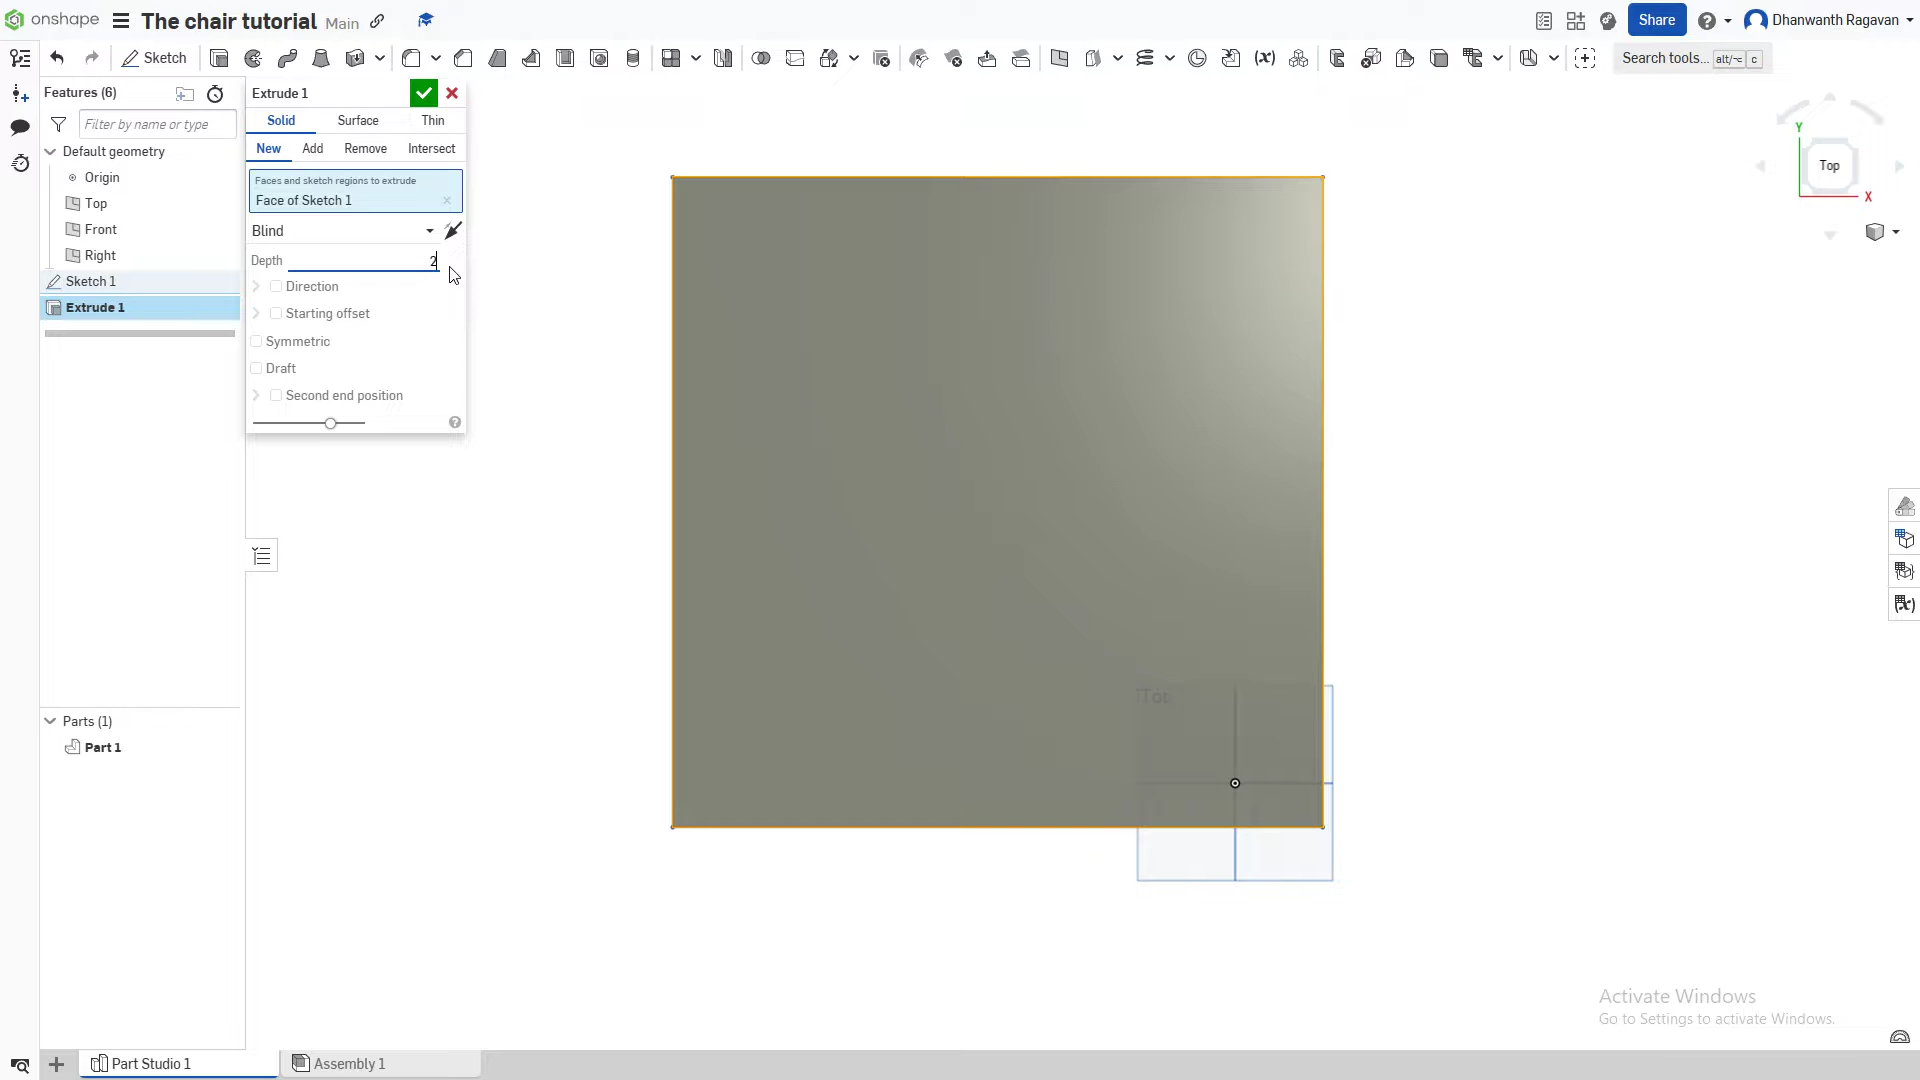 onshape The chair tutorial Main Share Dhanwanth Ragavan
Sketch Search tools... alt/⌥ c
Features (6)
Filter by name or type
Default geometry
Origin
Top
Front
Right
Sketch 1
Extrude 1
Parts (1)
Part 1
Extrude 1
Solid Surface Thin
New Add Remove Intersect
Faces and sketch regions to extrude
Face of Sketch 1
Blind
Depth 2
Direction
Starting offset
Symmetric
Draft
Second end position
Top
Y
Top
X
Activate Windows
Go to Settings to activate Windows.
Part Studio 1 Assembly 1